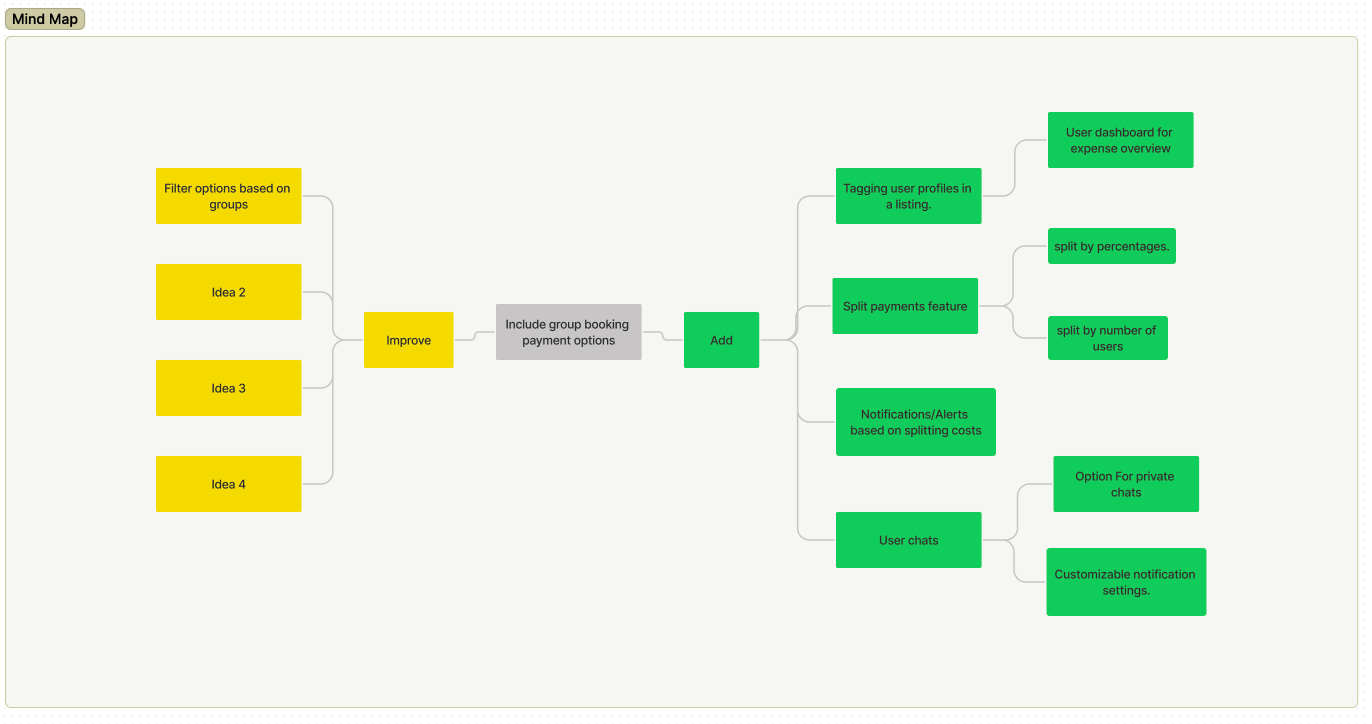 Mind Map
Filter options based on
groups
Idea 2
Idea 3
Idea 4
Improve
Include group booking
payment options
Add
Tagging user profiles in
a listing.
User dashboard for
expense overview
Split payments feature
split by percentages.
split by number of
users
Notifications/Alerts
based on splitting costs
User chats
Option For private
chats
Customizable notification
settings.